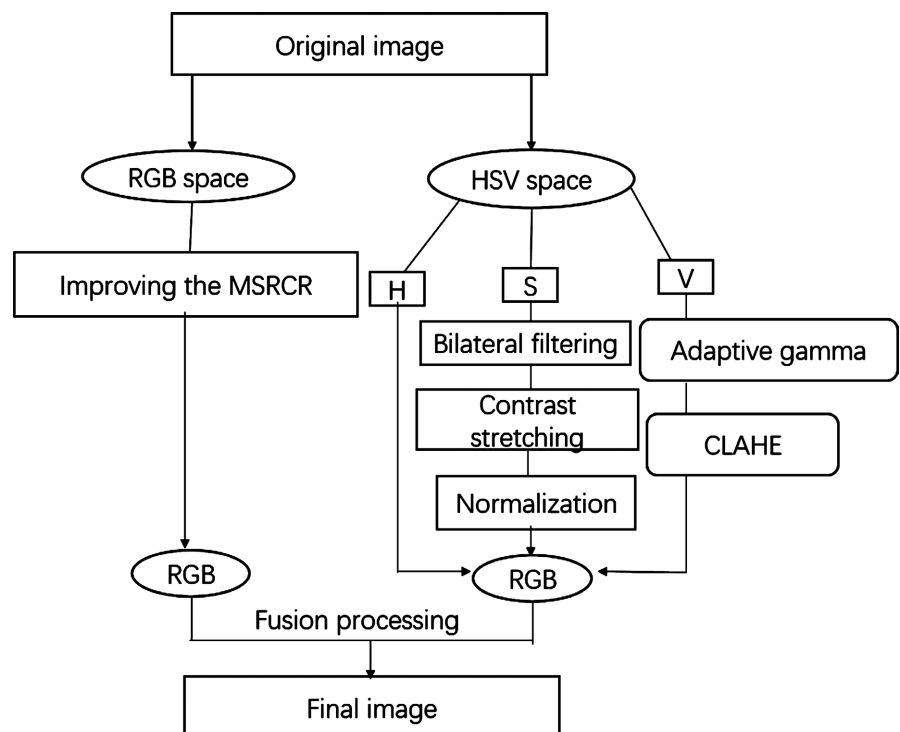 Original image
RGB space
HSV space
Improving the MSRCR
H
S
V
Bilateral filtering
Adaptive gamma
Contrast
stretching
CLAHE
Normalization
RGB
RGB
Fusion processing
Final image